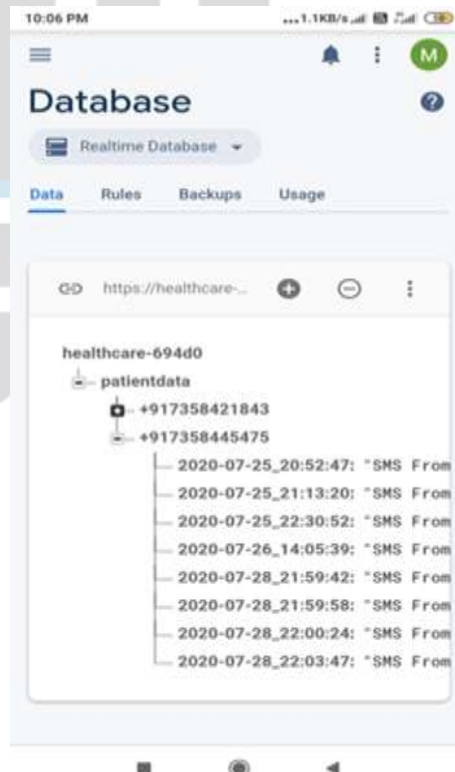 10:06 PM ...1.1KB/s
M
Database
Realtime Database
Data Rules Backups Usage
https://healthcare-...
healthcare-694d0
patientdata
+917358421843
+917358445475
2020-07-25_20:52:47: "SMS From
2020-07-25_21:13:20: "SMS From
2020-07-25_22:30:52: "SMS From
2020-07-26_14:05:39: "SMS From
2020-07-28_21:59:42: "SMS From
2020-07-28_21:59:58: "SMS From
2020-07-28_22:00:24: "SMS From
2020-07-28_22:03:47: "SMS From